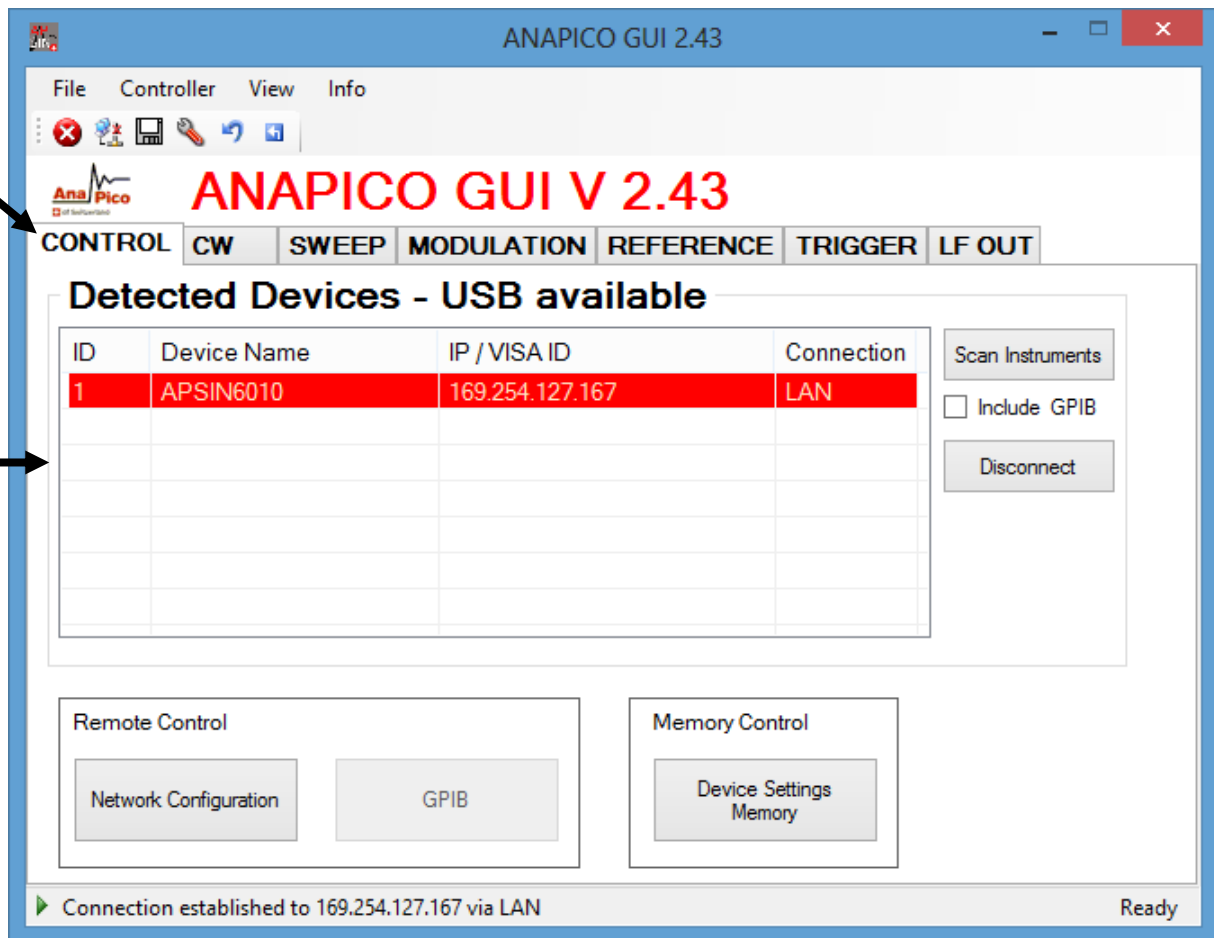 ANAPICO GUI 2.43
File Controller View Info
Ana Pico
of Switzerland
ANAPICO GUI V 2.43
CONTROL CW SWEEP MODULATION REFERENCE TRIGGER LF OUT
Detected Devices - USB available
ID Device Name IP / VISA ID Connection
1 APSIN6010 169.254.127.167 LAN
Scan Instruments
Include GPIB
Disconnect
Remote Control
Network Configuration
GPIB
Memory Control
Device Settings
Memory
Connection established to 169.254.127.167 via LAN
Ready